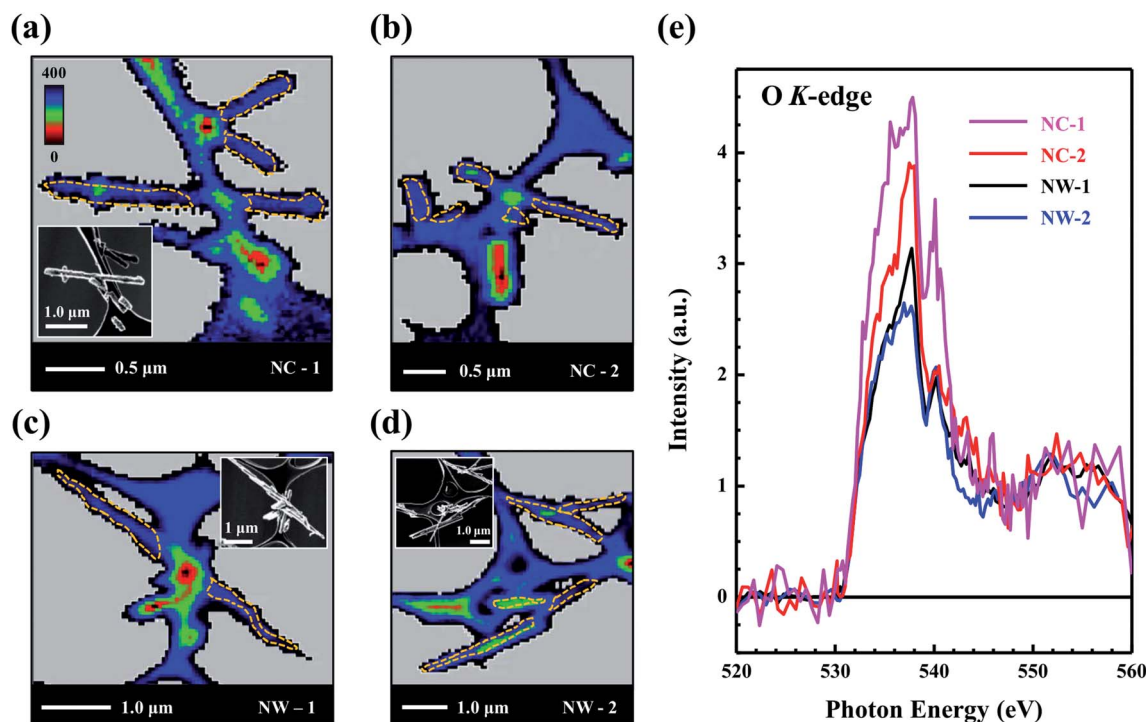 (a)
400
0
1.0 μm
0.5 μm
NC - 1
(b)
0.5 μm
NC - 2
(c)
1 μm
1.0 μm
NW – 1
(d)
1.0 μm
1.0 μm
NW - 2
(e)
O K-edge
NC-1
NC-2
NW-1
NW-2
Intensity (a.u.)
4
3
2
1
0
520
530
540
550
560
Photon Energy (eV)